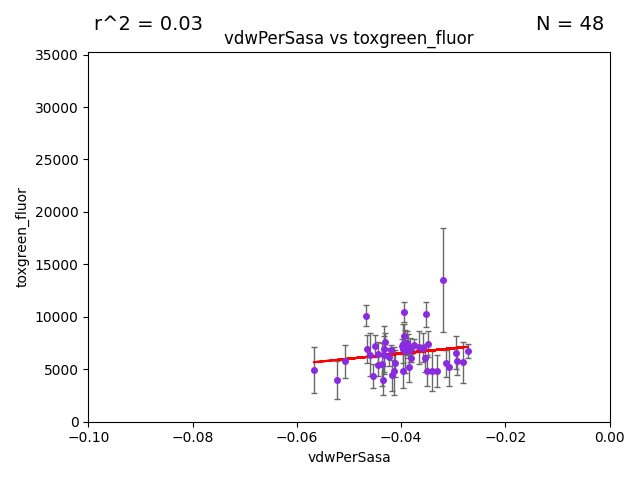 r^2 = 0.03
N = 48
vdwPerSasa vs toxgreen_fluor
35000
30000
25000
20000
15000
10000
5000
0
toxgreen_fluor
−0.10
−0.08
−0.06
−0.04
−0.02
0.00
vdwPerSasa